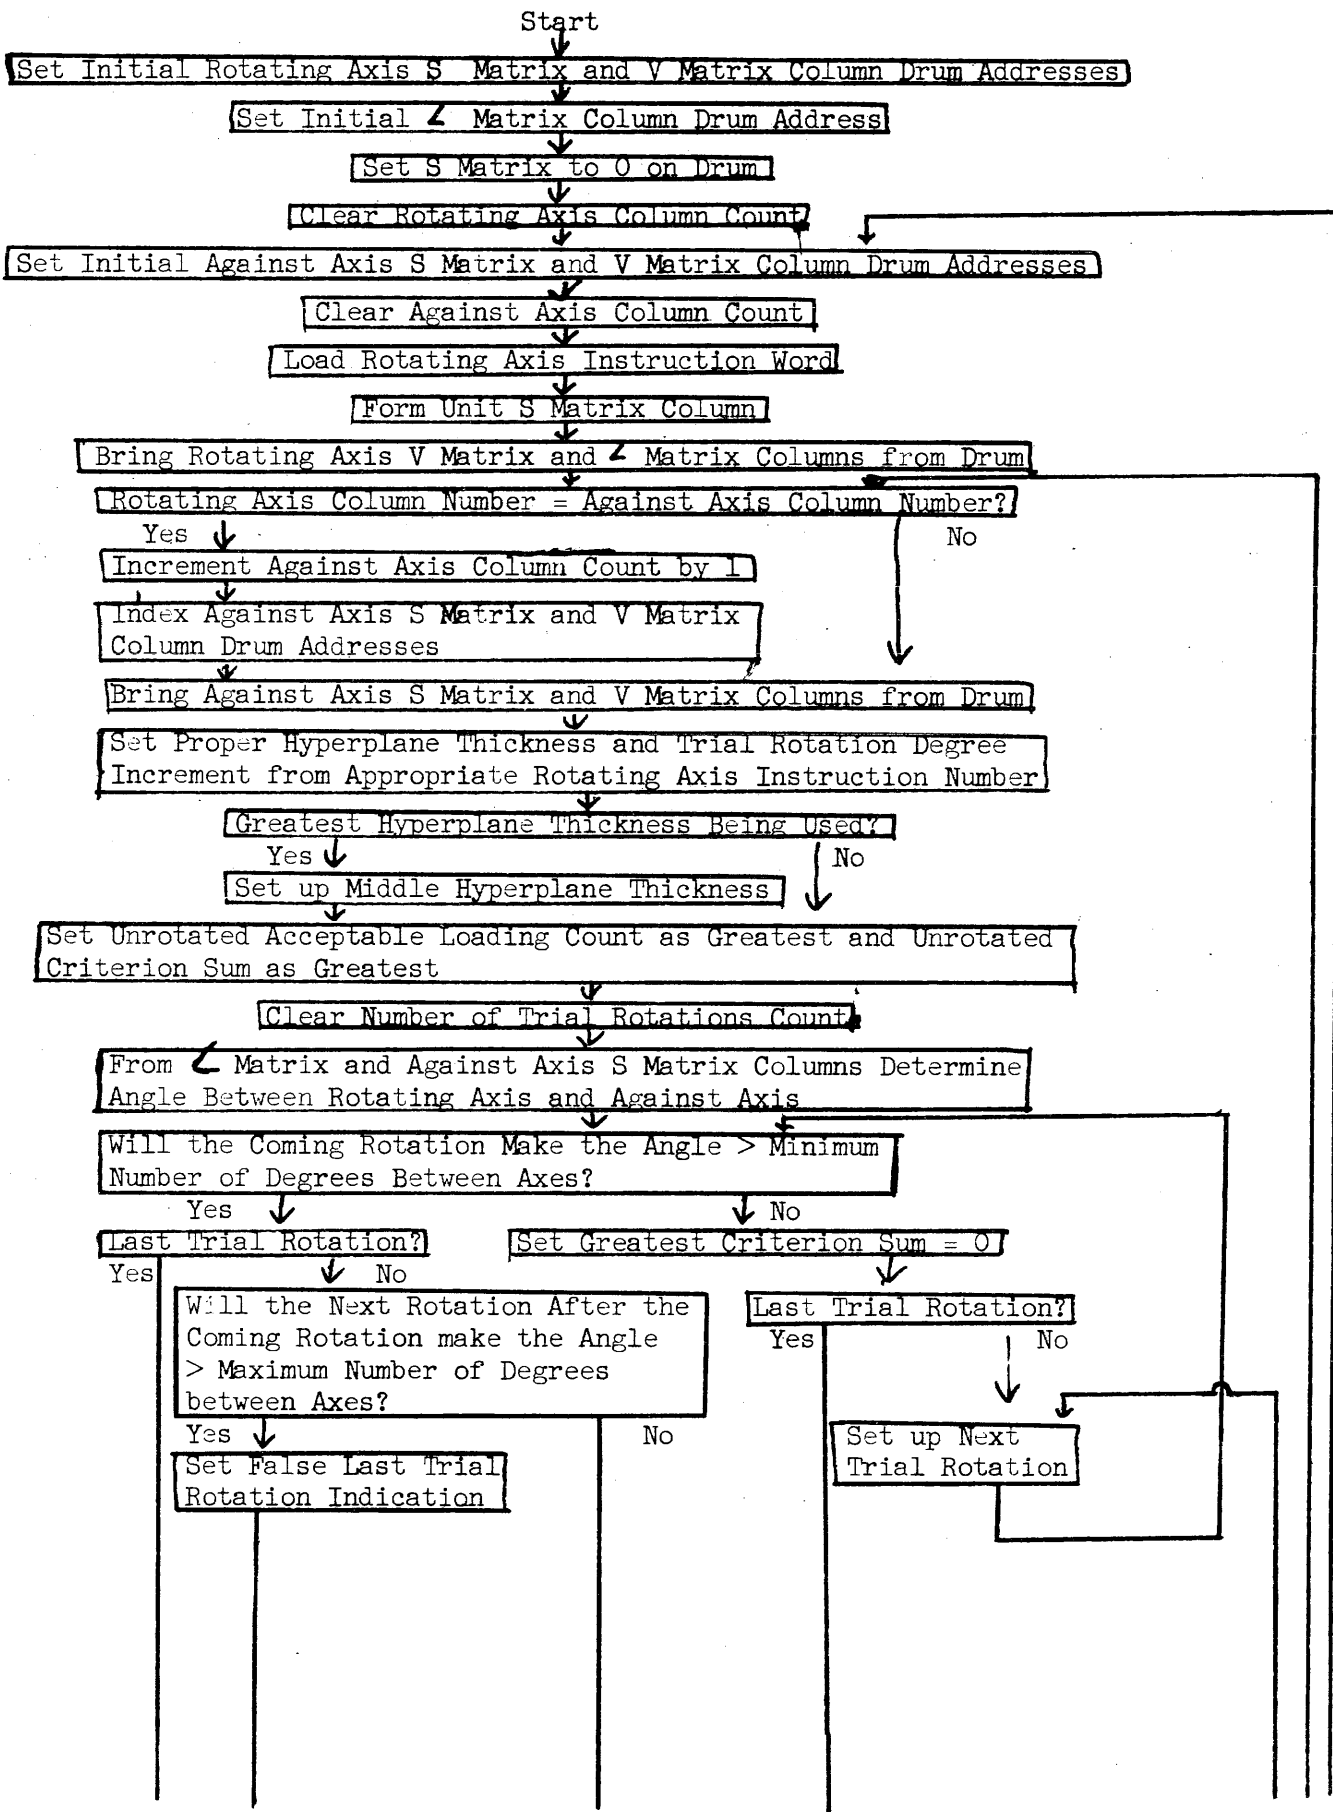 Start
Set Initial Rotating Axis S Matrix and V Matrix Column Drum Addresses
Set Initial ∠ Matrix Column Drum Address
Set S Matrix to 0 on Drum
Clear Rotating Axis Column Count
Set Initial Against Axis S Matrix and V Matrix Column Drum Addresses
Clear Against Axis Column Count
Load Rotating Axis Instruction Word
Form Unit S Matrix Column
Bring Rotating Axis V Matrix and ∠ Matrix Columns from Drum
Rotating Axis Column Number = Against Axis Column Number?
Yes
No
Increment Against Axis Column Count by 1
Index Against Axis S Matrix and V Matrix
Column Drum Addresses
Bring Against Axis S Matrix and V Matrix Columns from Drum
Set Proper Hyperplane Thickness and Trial Rotation Degree
Increment from Appropriate Rotating Axis Instruction Number
Greatest Hyperplane Thickness Being Used?
Yes
No
Set up Middle Hyperplane Thickness
Set Unrotated Acceptable Loading Count as Greatest and Unrotated
Criterion Sum as Greatest
Clear Number of Trial Rotations Count
From ∠ Matrix and Against Axis S Matrix Columns Determine
Angle Between Rotating Axis and Against Axis
Will the Coming Rotation Make the Angle > Minimum
Number of Degrees Between Axes?
Yes
No
Last Trial Rotation?
Set Greatest Criterion Sum = 0
Yes
No
Will the Next Rotation After the
Coming Rotation make the Angle
> Maximum Number of Degrees
between Axes?
Last Trial Rotation?
Yes
No
Yes
No
Set up Next
Trial Rotation
Set False Last Trial
Rotation Indication